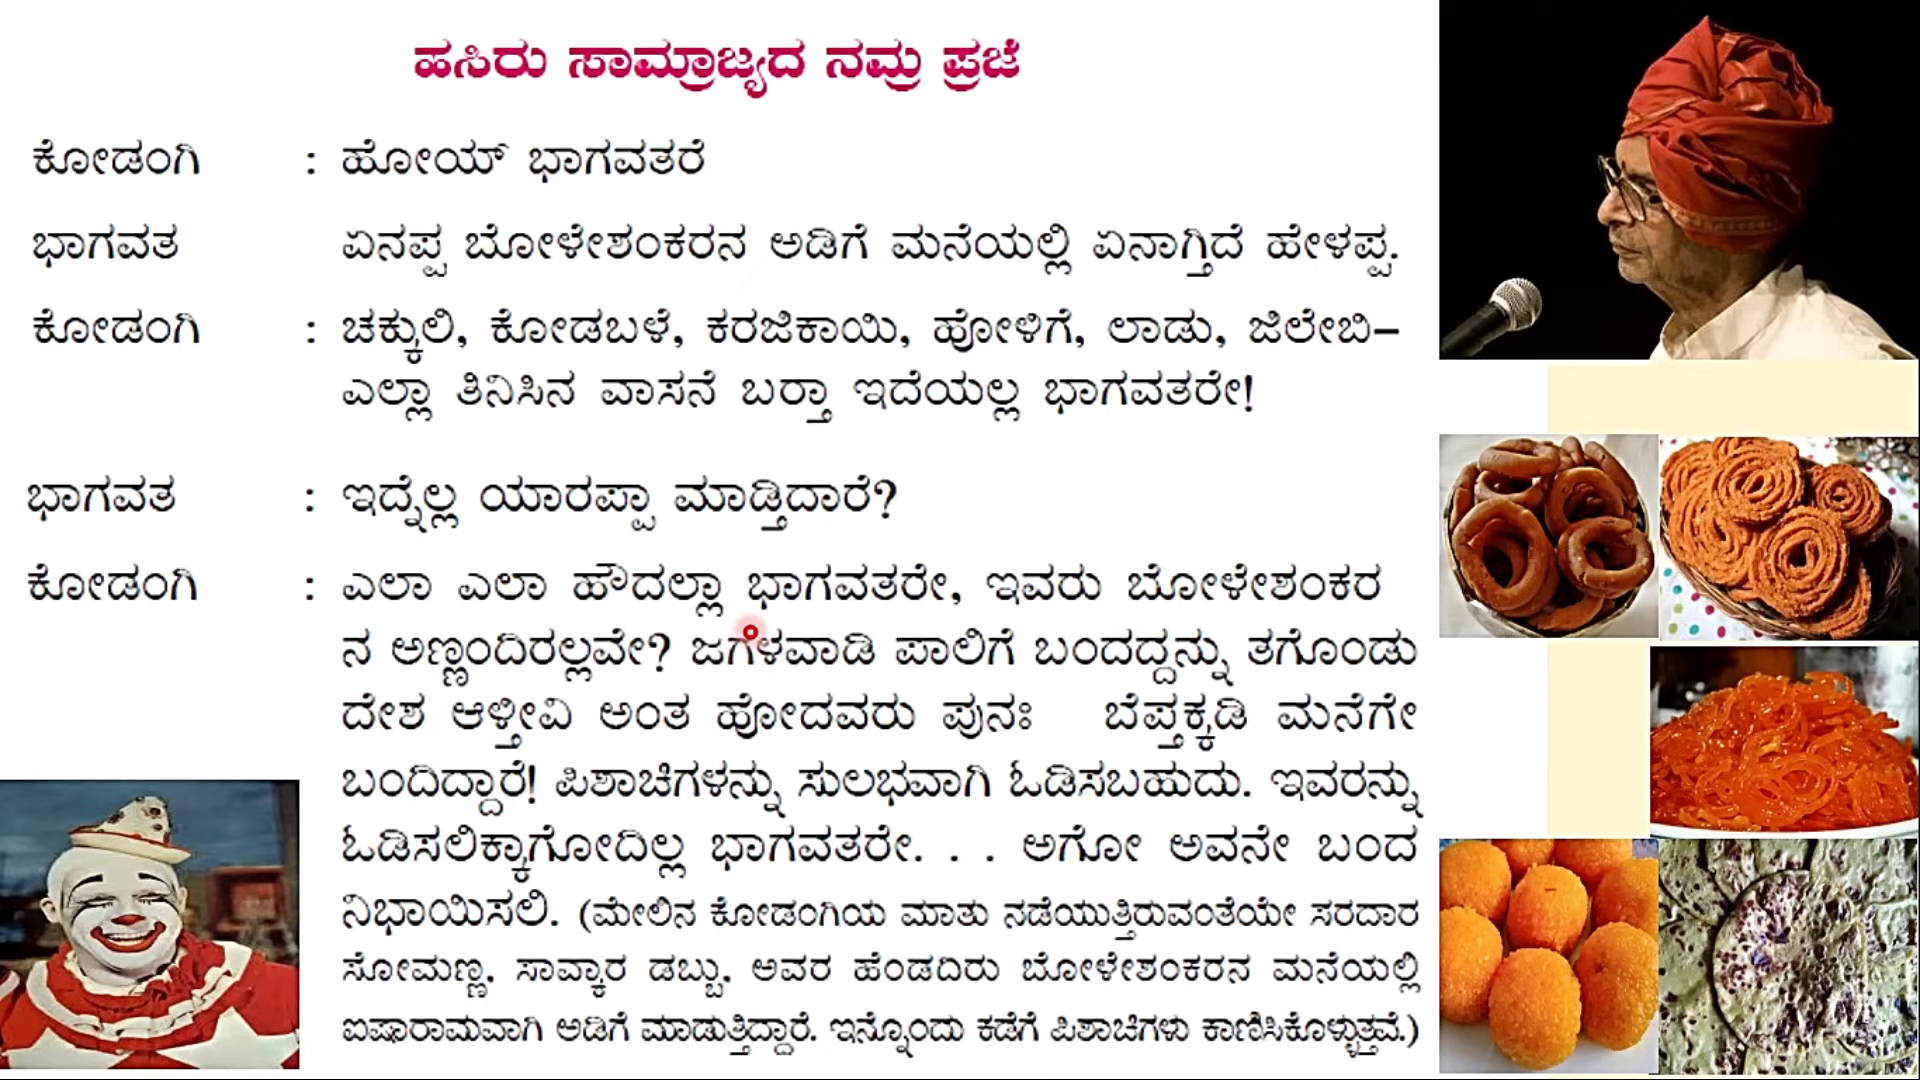 ಹಸಿರು ಸಾಮ್ರಾಜ್ಯದ ನಮ್ರ ಪ್ರಜೆ
ಕೋಡಂಗಿ : ಹೋಯ್ ಭಾಗವತರೆ
ಭಾಗವತ ಏನಪ್ಪ ಬೋಳೇಶಂಕರನ ಅಡಿಗೆ ಮನೆಯಲ್ಲಿ ಏನಾಗ್ತಿದೆ ಹೇಳಪ್ಪ.
ಕೋಡಂಗಿ : ಚಕ್ಕುಲಿ, ಕೋಡಬಳೆ, ಕರಜಿಕಾಯಿ, ಹೋಳಿಗೆ, ಲಾಡು, ಜಿಲೇಬಿ–
ಎಲ್ಲಾ ತಿನಿಸಿನ ವಾಸನೆ ಬರ‍್ತಾ ಇದೆಯಲ್ಲ ಭಾಗವತರೇ!
ಭಾಗವತ : ಇದ್ನೆಲ್ಲ ಯಾರಪ್ಪಾ ಮಾಡ್ತಿದಾರೆ?
ಕೋಡಂಗಿ : ಎಲಾ ಎಲಾ ಹೌದಲ್ಲಾ ಭಾಗವತರೇ, ಇವರು ಬೋಳೇಶಂಕರ
ನ ಅಣ್ಣಂದಿರಲ್ಲವೇ? ಜಗಳವಾಡಿ ಪಾಲಿಗೆ ಬಂದದ್ದನ್ನು ತಗೊಂಡು
ದೇಶ ಆಳ್ತೀವಿ ಅಂತ ಹೋದವರು ಪುನಃ ಬೆಪ್ತಕ್ಕಡಿ ಮನೆಗೇ
ಬಂದಿದ್ದಾರೆ! ಪಿಶಾಚಿಗಳನ್ನು ಸುಲಭವಾಗಿ ಓಡಿಸಬಹುದು. ಇವರನ್ನು
ಓಡಿಸಲಿಕ್ಕಾಗೋದಿಲ್ಲ ಭಾಗವತರೇ. . . ಅಗೋ ಅವನೇ ಬಂದ
ನಿಭಾಯಿಸಲಿ. (ಮೇಲಿನ ಕೋಡಂಗಿಯ ಮಾತು ನಡೆಯುತ್ತಿರುವಂತೆಯೇ ಸರದಾರ
ಸೋಮಣ್ಣ. ಸಾವ್ಕಾರ ಡಬ್ಬು. ಅವರ ಹೆಂಡದಿರು ಬೋಳೇಶಂಕರನ ಮನೆಯಲ್ಲಿ
ಐಷಾರಾಮವಾಗಿ ಅಡಿಗೆ ಮಾಡುತ್ತಿದ್ದಾರೆ. ಇನ್ನೊಂದು ಕಡೆಗೆ ಪಿಶಾಚಿಗಳು ಕಾಣಿಸಿಕೊಳ್ಳುತ್ತವೆ.)